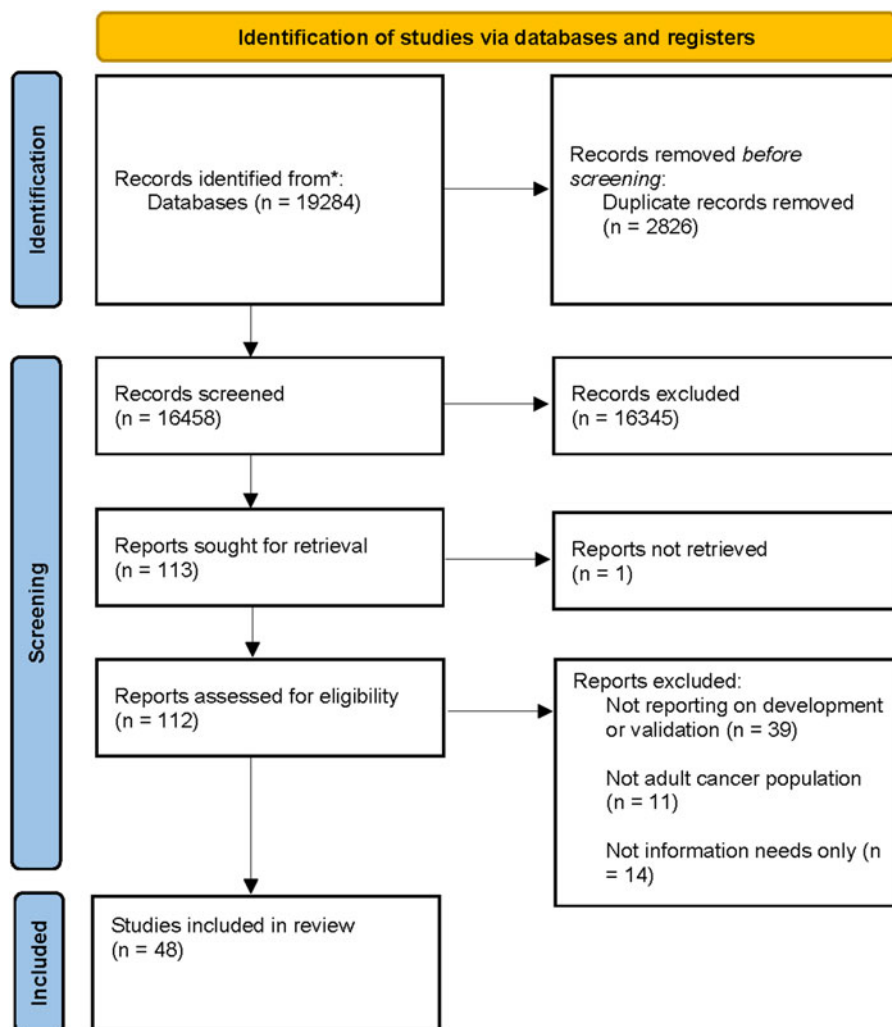 Identification of studies via databases and registers
Identification
Records identified from*:
Databases (n = 19284)
Records removed before
screening:
Duplicate records removed
(n = 2826)
Screening
Records screened
(n = 16458)
Records excluded
(n = 16345)
Reports sought for retrieval
(n = 113)
Reports not retrieved
(n = 1)
Reports assessed for eligibility
(n = 112)
Reports excluded:
Not reporting on development
or validation (n = 39)
Not adult cancer population
(n = 11)
Not information needs only (n
= 14)
Included
Studies included in review
(n = 48)